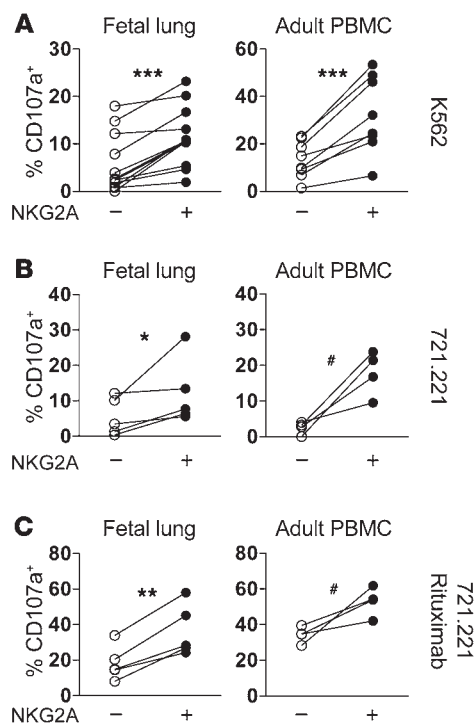 A
Fetal lung
Adult PBMC
% CD107a+
30
20
10
0
***
60
40
20
0
***
K562
NKG2A
− +
− +
B
Fetal lung
Adult PBMC
% CD107a+
40
30
20
10
0
*
40
30
20
10
0
#
721.221
NKG2A
− +
− +
C
Fetal lung
Adult PBMC
% CD107a+
80
60
40
20
0
**
80
60
40
20
0
#
721.221
Rituximab
NKG2A
− +
− +